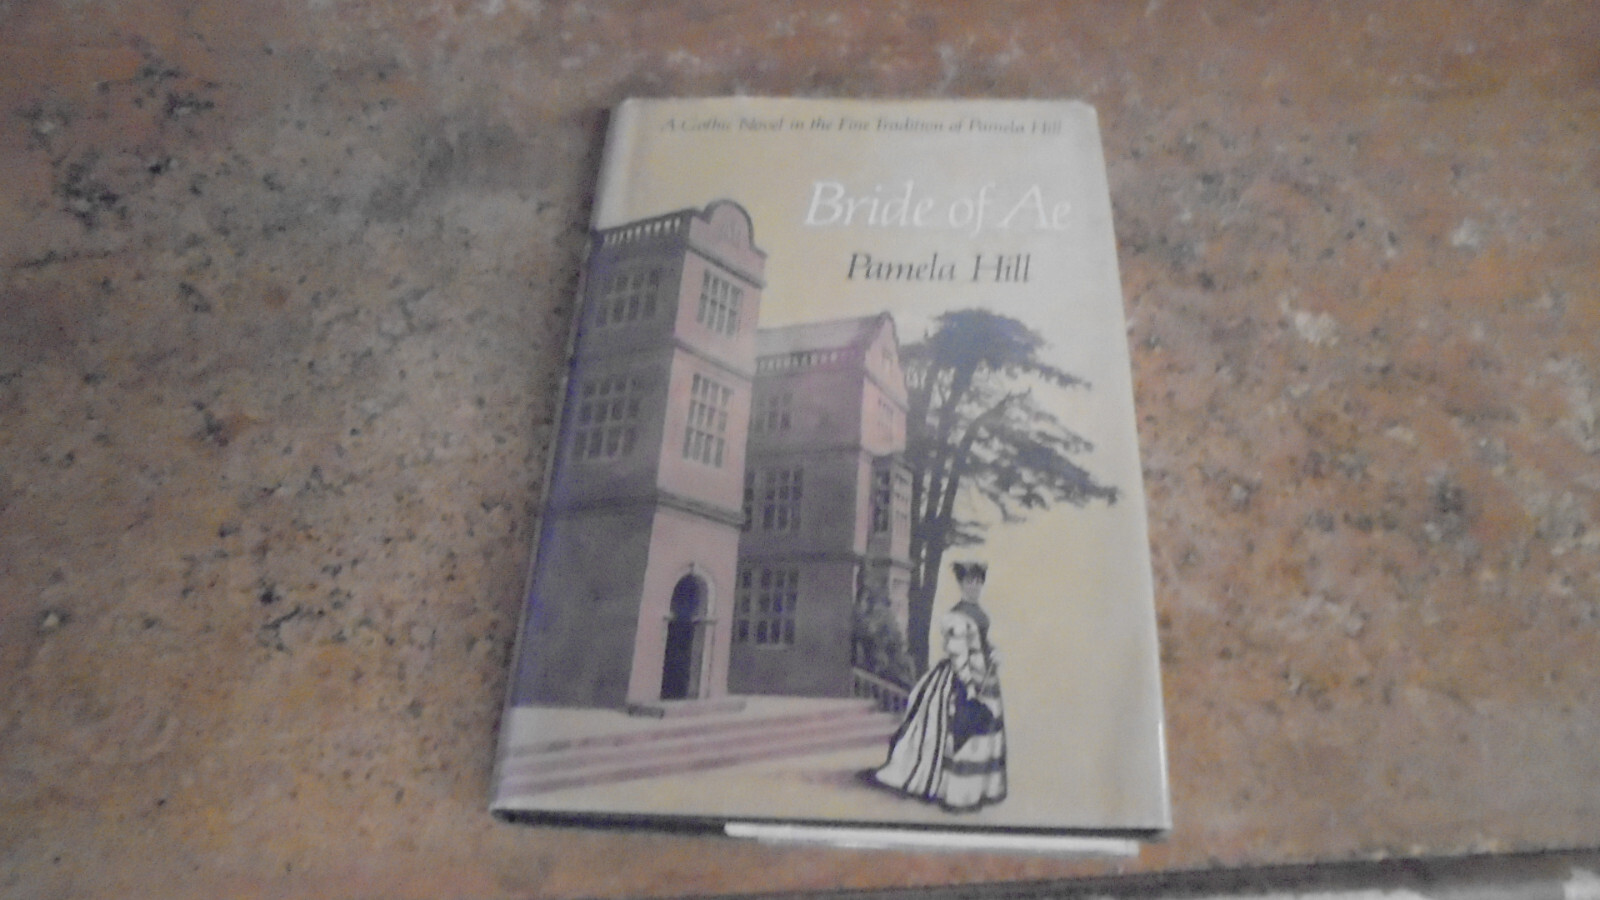 A Gothic Novel in the Fine Tradition of Pamela Hill
Bride of Ae
Pamela Hill